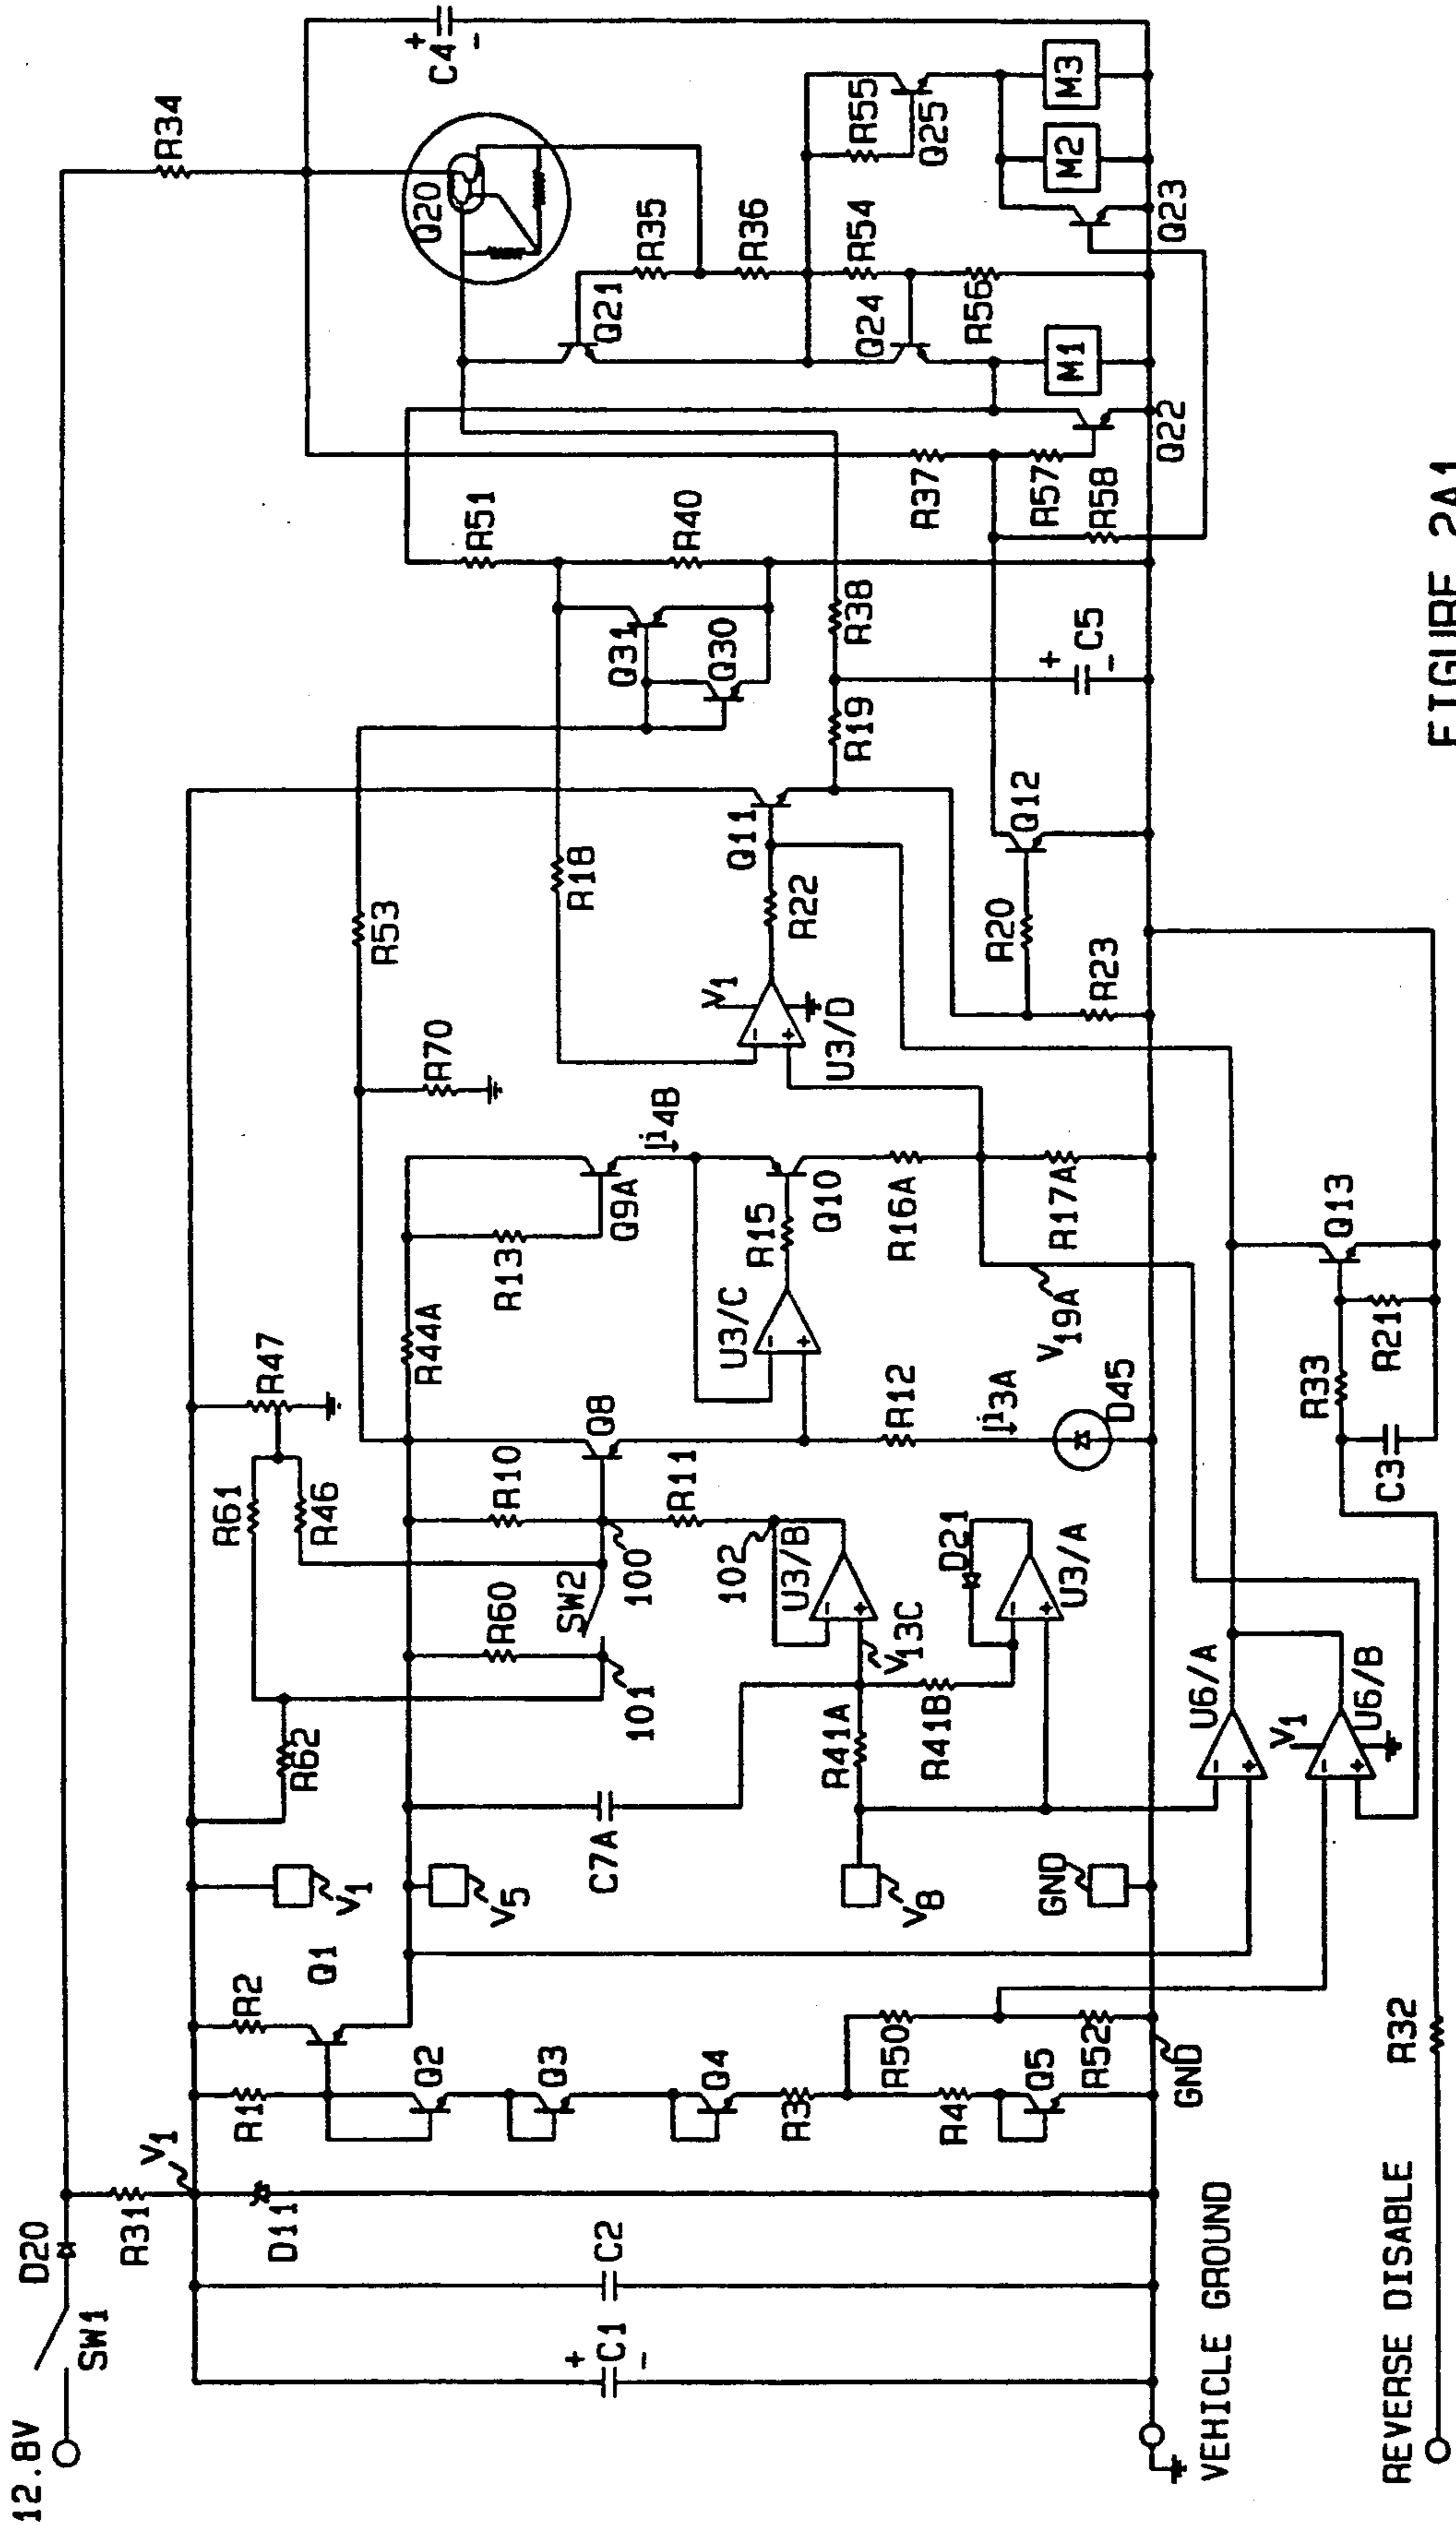 12.8V
SW1
D20
R31
V1
D11
C1
+
-
C2
R1
R2
Q1
Q2
Q3
Q4
R3
R4
Q5
R50
R52
GND
VEHICLE GROUND
REVERSE DISABLE
R32
V1
V5
V8
GND
R62
R61
R46
R47
R60
SW2
101
100
102
C7A
R41A
R41B
V13C
U3/B
-
+
D21
U3/A
-
+
U6/A
-
+
V1
U6/B
-
+
R10
R11
Q8
R12
i3A
D45
R44A
R13
Q9A
i4B
U3/C
-
+
R15
Q10
R16A
R17A
V19A
R33
C3
R21
Q13
R70
R53
R18
V1
U3/D
-
+
R22
Q11
R20
R23
Q12
R19
R38
C5
+
-
Q31
Q30
R51
R40
R37
R57
R58
Q22
M1
Q21
R35
R36
R54
Q24
R56
R55
Q25
Q23
M2
M3
Q20
R34
C4
+
-
FIGURE 2A1